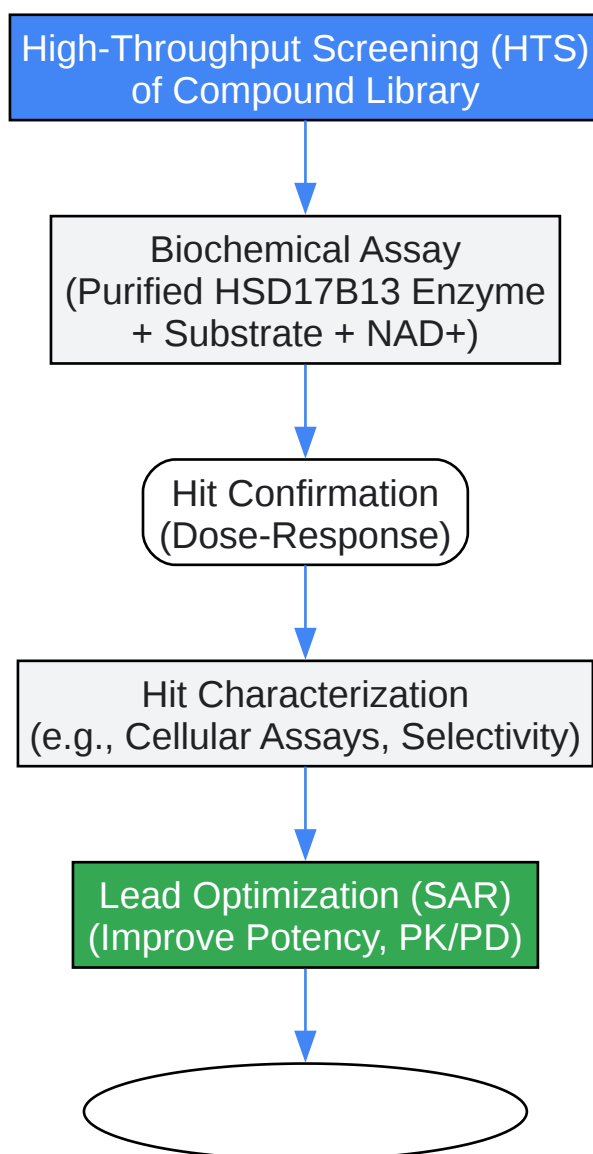 High-Throughput Screening (HTS)
of Compound Library
Biochemical Assay
(Purified HSD17B13 Enzyme
+ Substrate + NAD+)
Hit Confirmation
(Dose-Response)
Hit Characterization
(e.g., Cellular Assays, Selectivity)
Lead Optimization (SAR)
(Improve Potency, PK/PD)